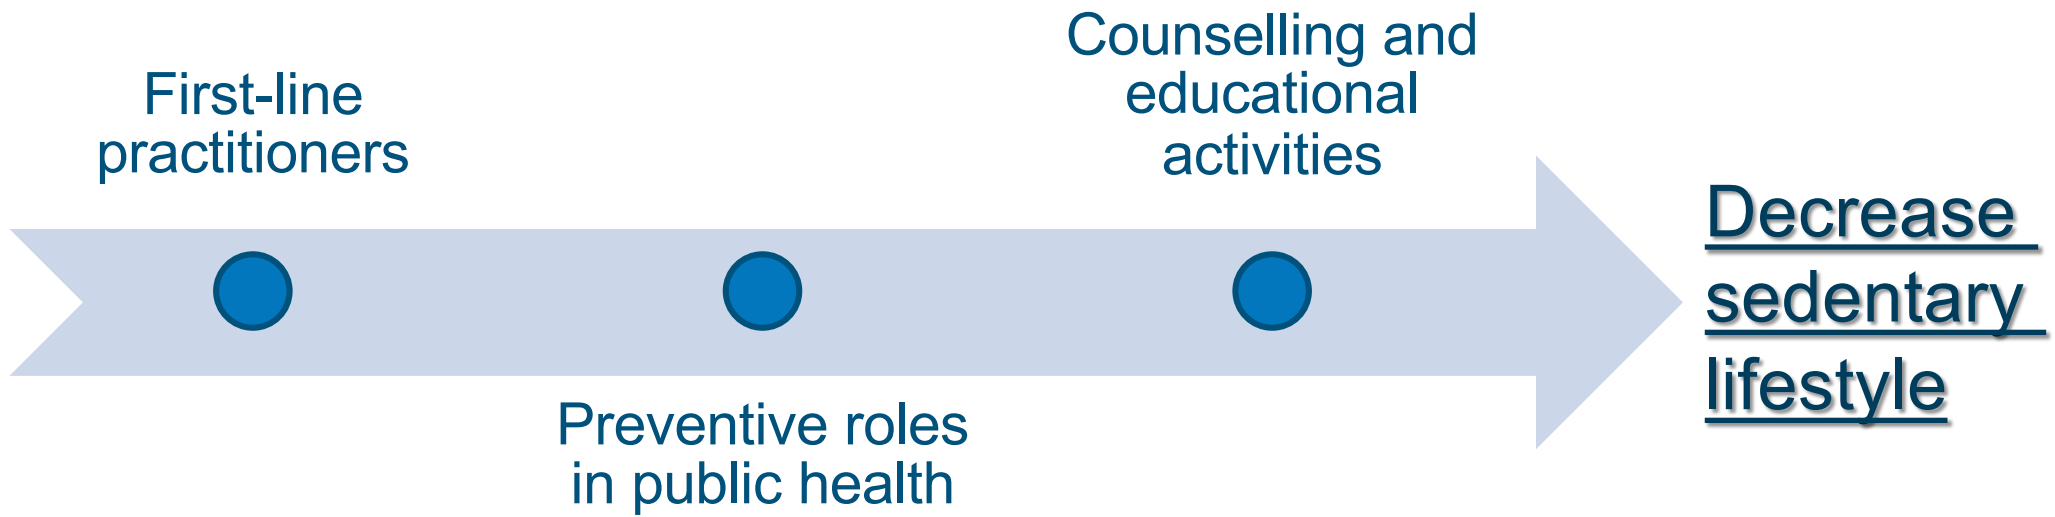 First-line
practitioners
Preventive roles
in public health
Counselling and
educational
activities
Decrease
sedentary
lifestyle